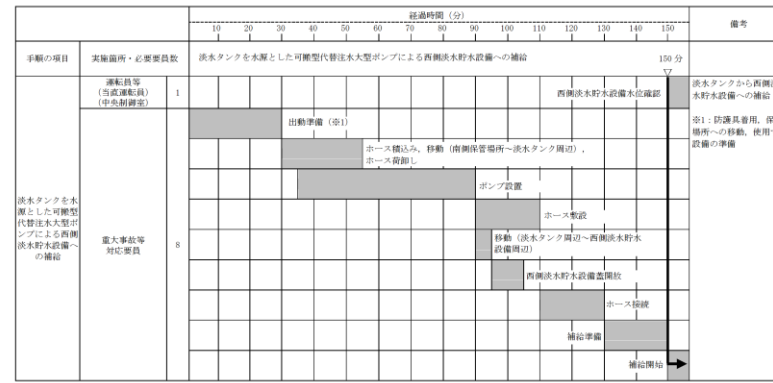 経過時間（分）
備考
10 20 30 40 50 60 70 80 90 100 110 120 130 140 150
手順の項目
実施箇所・必要要員数
淡水タンクを水源とした可搬型代替注水大型ポンプによる西側淡水貯水設備への補給
150 分
運転員等
（当直運転員）
（中央制御室）
1
西側淡水貯水設備水位確認
淡水タンクから西側淡
水貯水設備への補給
※1：防護具着用，保
場所への移動，使用
設備の準備
淡水タンクを水
源とした可搬型
代替注水大型ポ
ンプによる西側
淡水貯水設備へ
の補給
重大事故等
対応要員
8
出動準備（※1）
ホース積込み，移動（南側保管場所～淡水タンク周辺），
ホース荷卸し
ポンプ設置
ホース敷設
移動（淡水タンク周辺～西側淡水貯水
設備周辺）
西側淡水貯水設備蓋開放
ホース接続
補給準備
補給開始